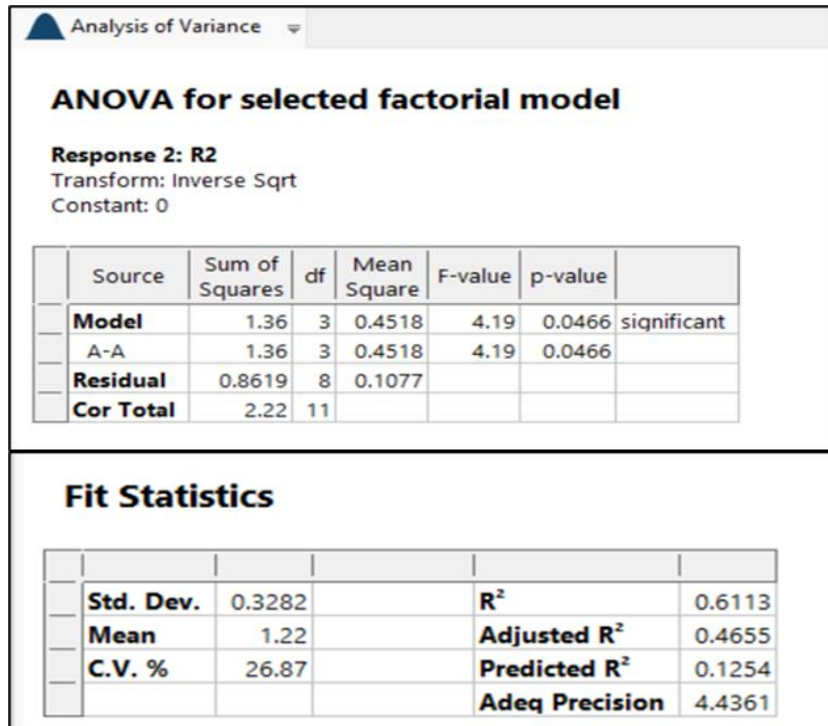 Analysis of Variance
ANOVA for selected factorial model
Response 2: R2
Transform: Inverse Sqrt
Constant: 0
Source Sum of Squares df Mean Square F-value p-value
Model 1.36 3 0.4518 4.19 0.0466 significant
A-A 1.36 3 0.4518 4.19 0.0466
Residual 0.8619 8 0.1077
Cor Total 2.22 11
Fit Statistics
Std. Dev. 0.3282 R² 0.6113
Mean 1.22 Adjusted R² 0.4655
C.V. % 26.87 Predicted R² 0.1254
Adeq Precision 4.4361